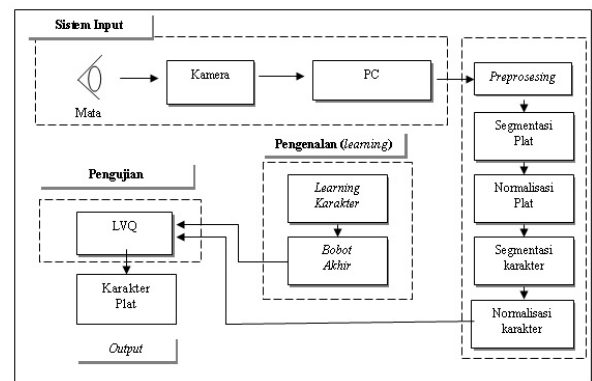 Sistem Input
Mata
Kamera
PC
Preprosesing
Segmentasi
Plat
Normalisasi
Plat
Segmentasi
karakter
Normalisasi
karakter
Pengenalan (learning)
Learning
Karakter
Bobot
Akhir
Pengujian
LVQ
Karakter
Plat
Output